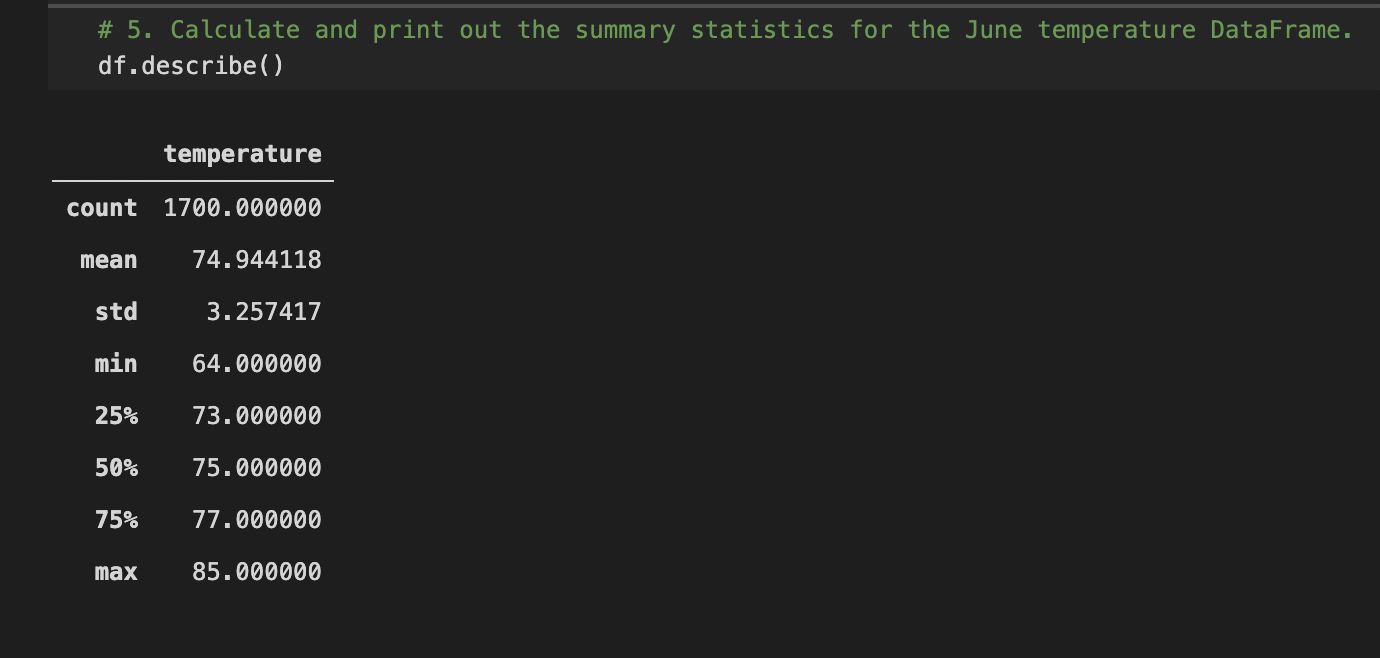 # 5. Calculate and print out the summary statistics for the June temperature DataFrame.
df.describe()
temperature
count 1700.000000
mean 74.944118
std 3.257417
min 64.000000
25% 73.000000
50% 75.000000
75% 77.000000
max 85.000000